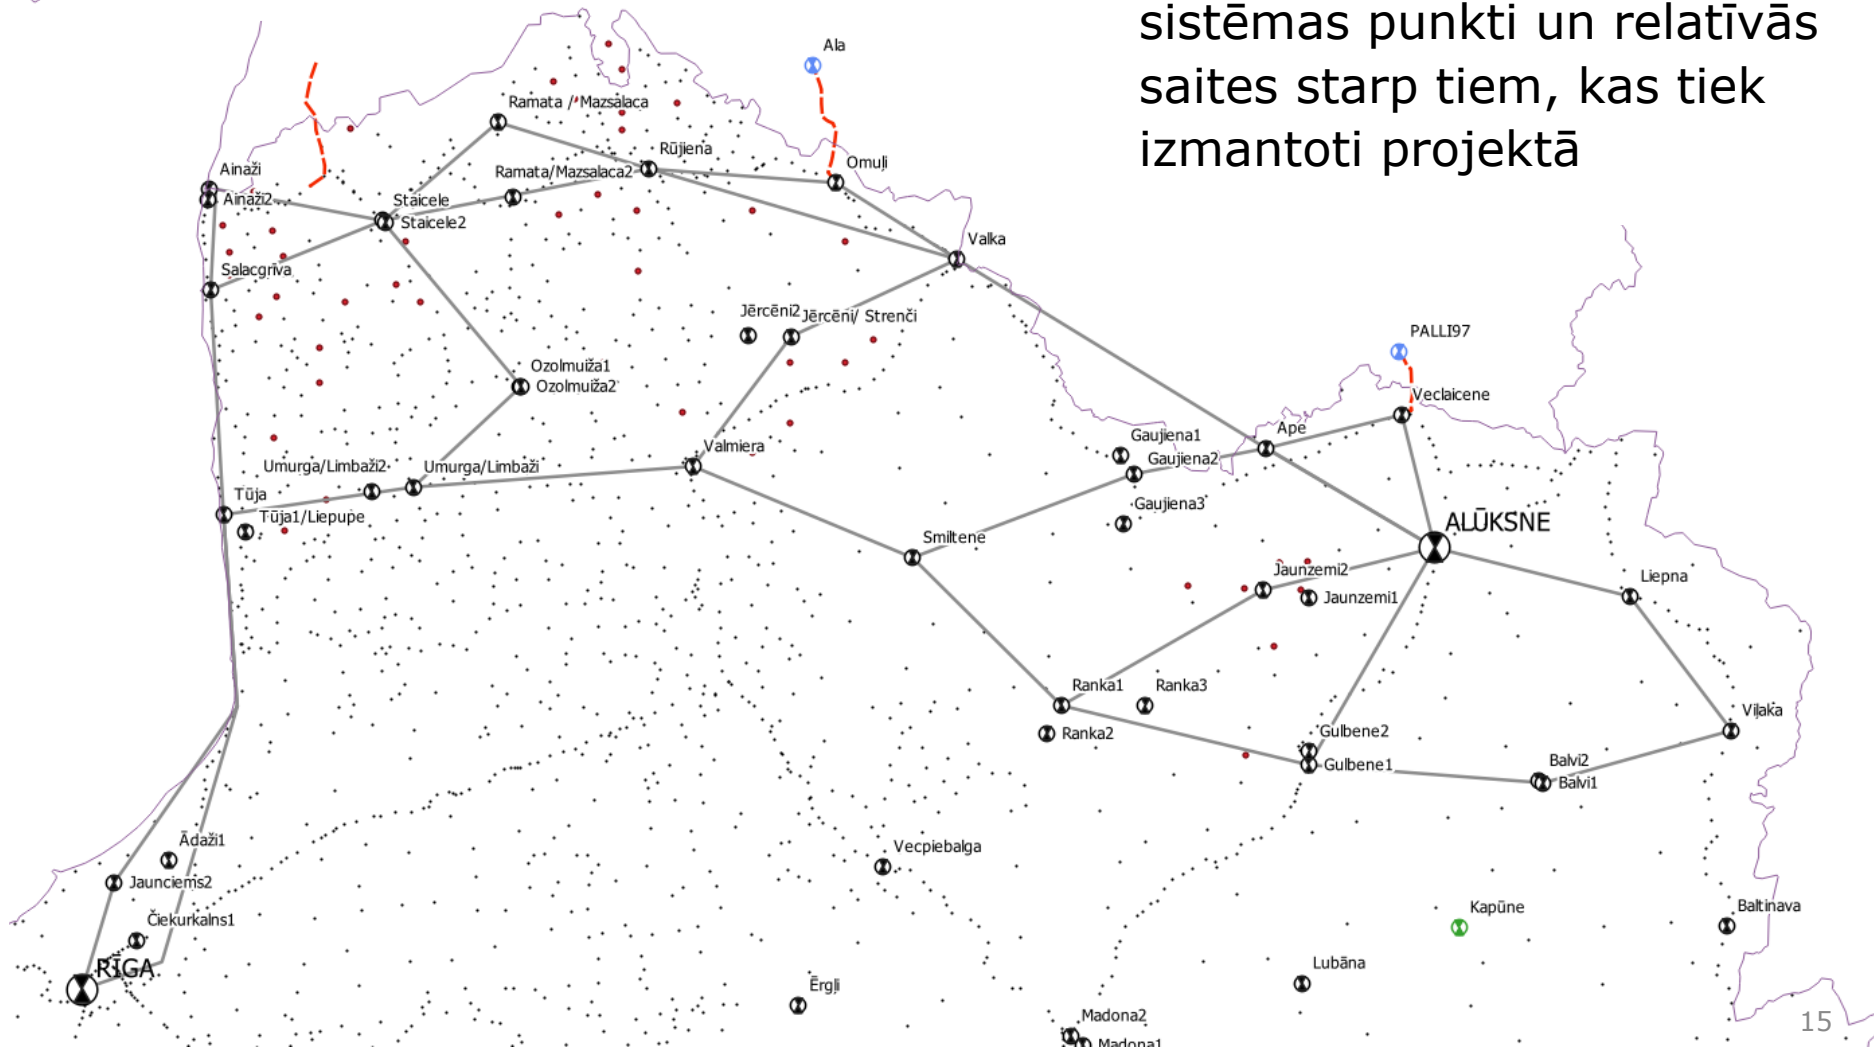 sistēmas punkti un relatīvās
saites starp tiem, kas tiek
izmantoti projektā
Ala
Ramata / Mazsalaca
Rūjiena
Omuļi
Ramata/Mazsalaca2
Ainaži
Ainaži2
Staicele
Staicele2
Valka
Salacgrīva
Jērcēni2
Jērcēni/ Strenči
PALLI97
Ozolmuiža1
Ozolmuiža2
Veclaicene
Ape
Gaujiena1
Gaujiena2
Valmiera
Umurga/Limbaži2
Umurga/Limbaži
Tūja
Tūja1/Liepupe
Gaujiena3
ALŪKSNE
Smiltene
Jaunzemi2
Jaunzemi1
Liepna
Ranka1
Ranka3
Ranka2
Viļaka
Gulbene2
Gulbene1
Balvi2
Balvi1
Ādaži1
Vecpiebalga
Jaunciems2
Čiekurkalns1
Kapūne
Baltinava
RĪGA
Lubāna
Ērgļi
Madona2
Madona1
15